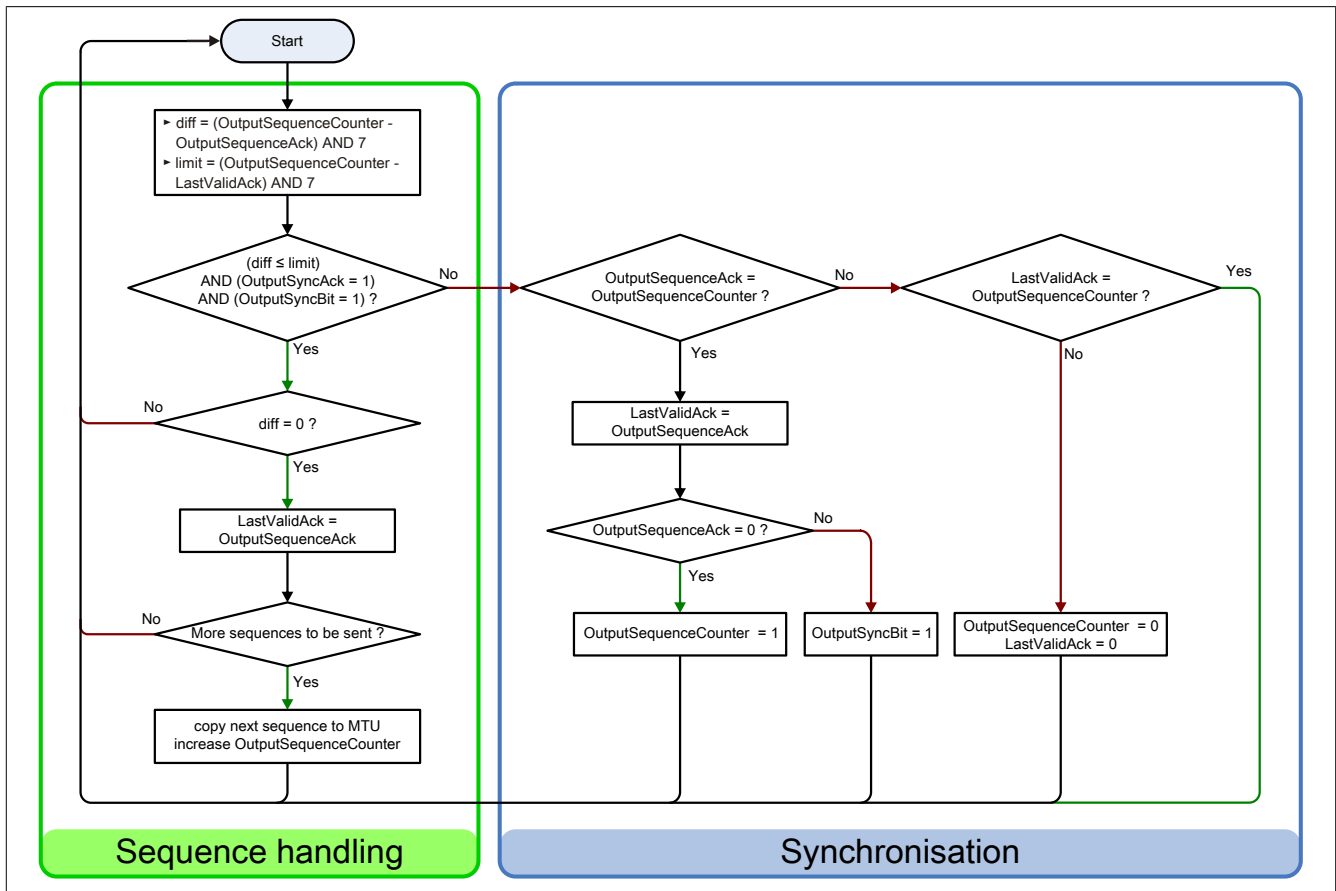 Start
► diff = (OutputSequenceCounter -
OutputSequenceAck) AND 7
► limit = (OutputSequenceCounter -
LastValidAck) AND 7
(diff ≤ limit)
AND (OutputSyncAck = 1)
AND (OutputSyncBit = 1) ?
No
Yes
diff = 0 ?
No
Yes
LastValidAck =
OutputSequenceAck
More sequences to be sent ?
No
Yes
copy next sequence to MTU
increase OutputSequenceCounter
Sequence handling
OutputSequenceAck =
OutputSequenceCounter ?
No
Yes
LastValidAck =
OutputSequenceAck
OutputSequenceAck = 0 ?
No
Yes
OutputSequenceCounter = 1
OutputSyncBit = 1
LastValidAck =
OutputSequenceCounter ?
Yes
No
OutputSequenceCounter = 0
LastValidAck = 0
Synchronisation